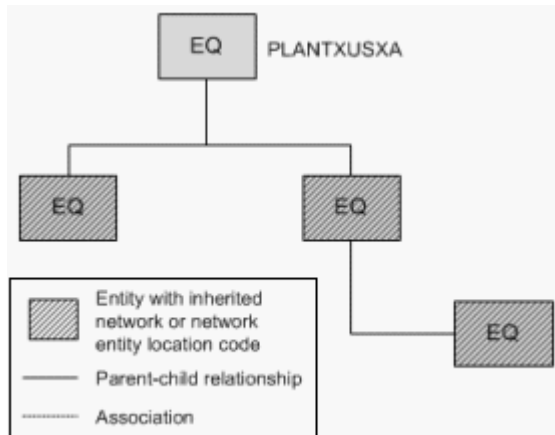 EQ PLANTXUSXA
EQ EQ
EQ
Entity with inherited
network or network
entity location code
Parent-child relationship
Association